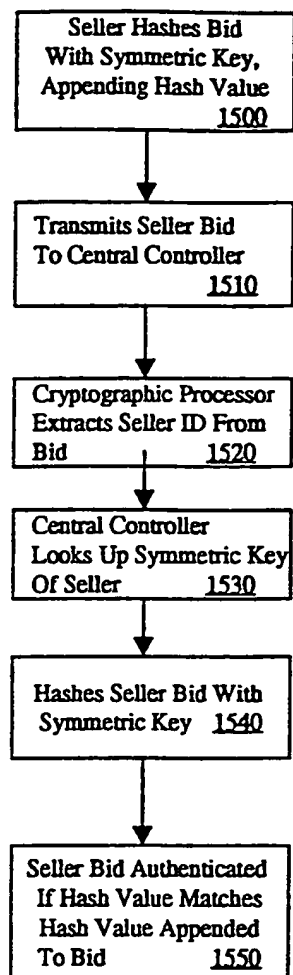 Seller Hashes Bid
With Symmetric Key,
Appending Hash Value
1500
Transmits Seller Bid
To Central Controller
1510
Cryptographic Processor
Extracts Seller ID From
Bid 1520
Central Controller
Looks Up Symmetric Key
Of Seller 1530
Hashes Seller Bid With
Symmetric Key 1540
Seller Bid Authenticated
If Hash Value Matches
Hash Value Appended
To Bid 1550